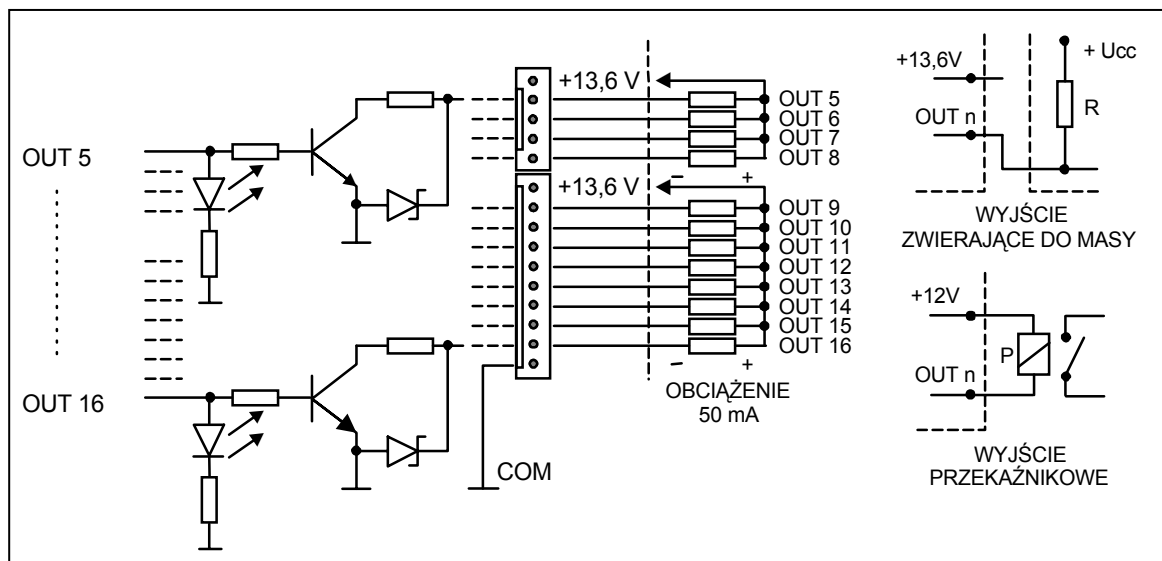 OUT 5
OUT 16
+13,6 V
OUT 5
OUT 6
OUT 7
OUT 8
– +
+13,6 V
OUT 9
OUT 10
OUT 11
OUT 12
OUT 13
OUT 14
OUT 15
OUT 16
– +
OBCIĄŻENIE
50 mA
COM
+ Ucc
+13,6V
R
OUT n
WYJŚCIE
ZWIERAJĄCE DO MASY
+12V
P
OUT n
WYJŚCIE
PRZEKAŹNIKOWE